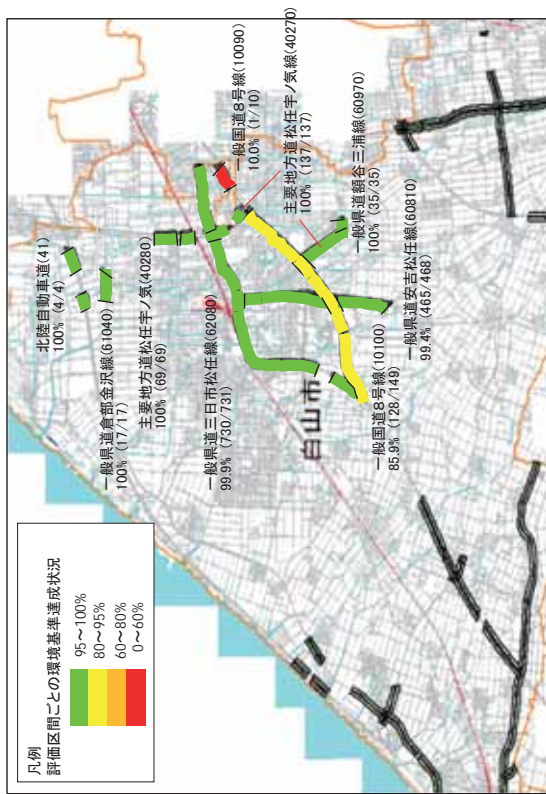 凡例
評価区間ごとの環境基準達成状況
95～100%
80～95%
60～80%
0～60%
北陸自動車道(41)
100% (4/4)
一般県道倉部金沢線(61040)
100% (17/17)
主要地方道松任宇ノ気(40280)
100% (69/69)
一般県道三日市松任線(62080)
99.9% (730/731)
白山市
一般国道8号線(10100)
85.9% (128/149)
一般県道安吉松任線(60810)
99.4% (465/468)
一般県道額谷三浦線(60970)
100% (35/35)
主要地方道松任宇ノ気線(40270)
100% (137/137)
一般国道8号線(10090)
10.0% (1/10)